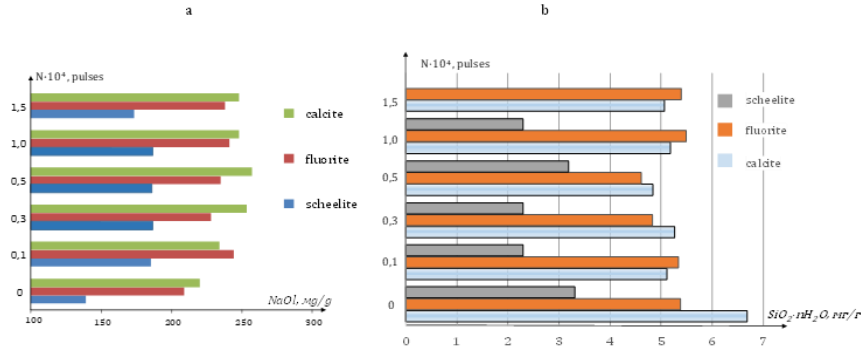 a
N·10⁴, pulses
1,5
1,0
0,5
0,3
0,1
0
calcite
fluorite
scheelite
NaOl, мg/g
100 150 200 250 300
b
N·10⁴, pulses
1,5
1,0
0,5
0,3
0,1
0
scheelite
fluorite
calcite
SiO₂·nH₂O, мг/г
0 1 2 3 4 5 6 7